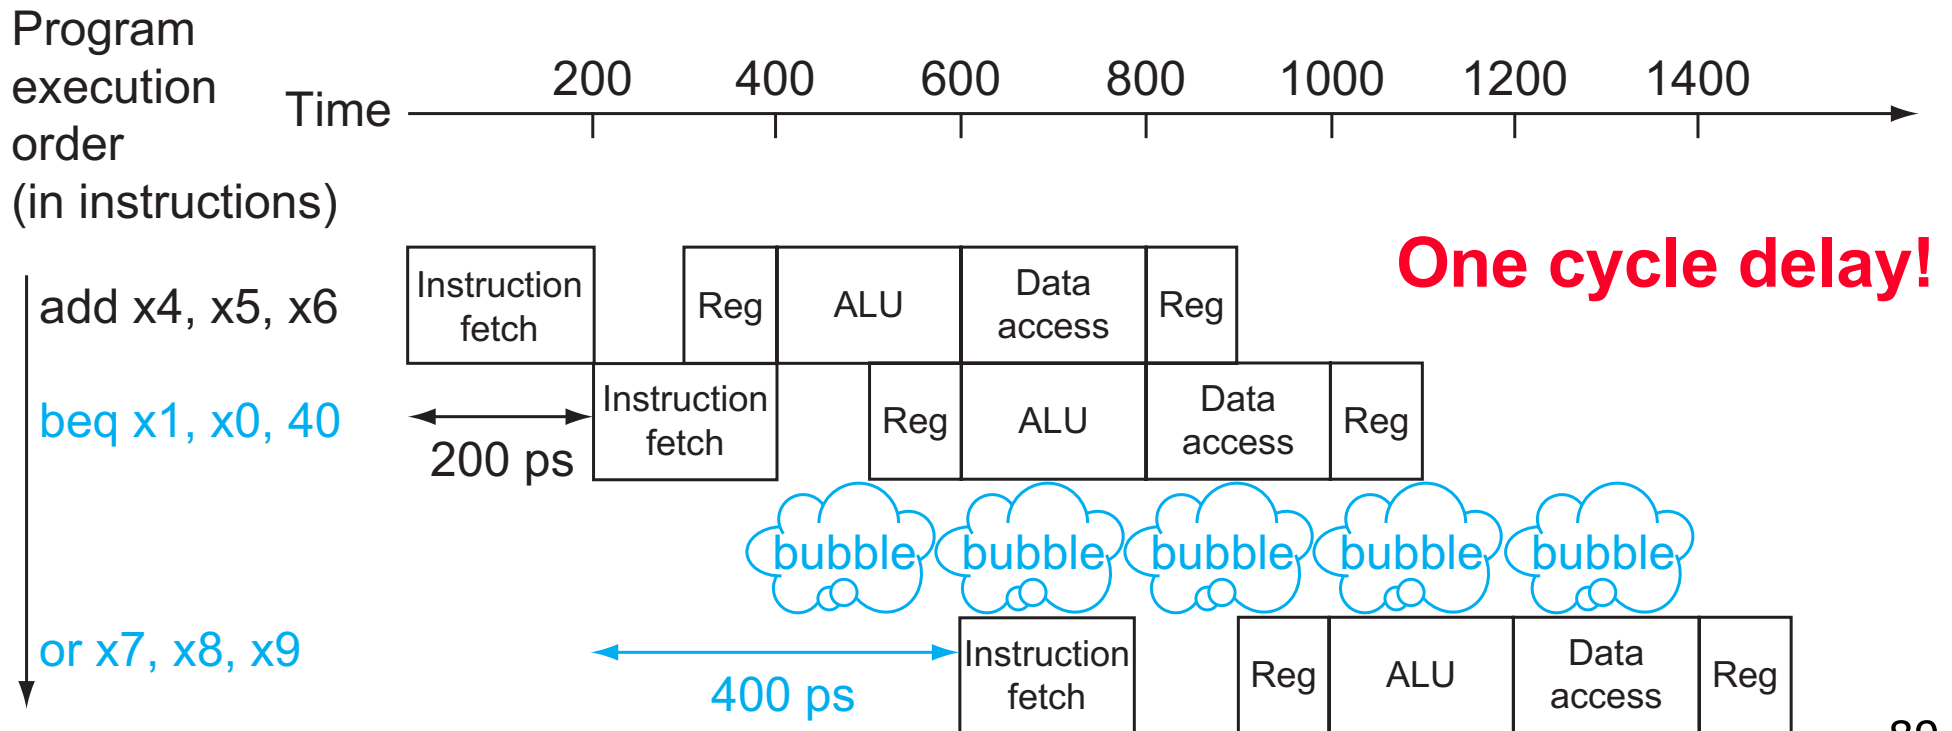 Program
execution
order
(in instructions)
Time
200 400 600 800 1000 1200 1400
One cycle delay!
add x4, x5, x6
Instruction
fetch
Reg
ALU
Data
access
Reg
beq x1, x0, 40
200 ps
Instruction
fetch
Reg
ALU
Data
access
Reg
bubble bubble bubble bubble bubble
or x7, x8, x9
400 ps
Instruction
fetch
Reg
ALU
Data
access
Reg